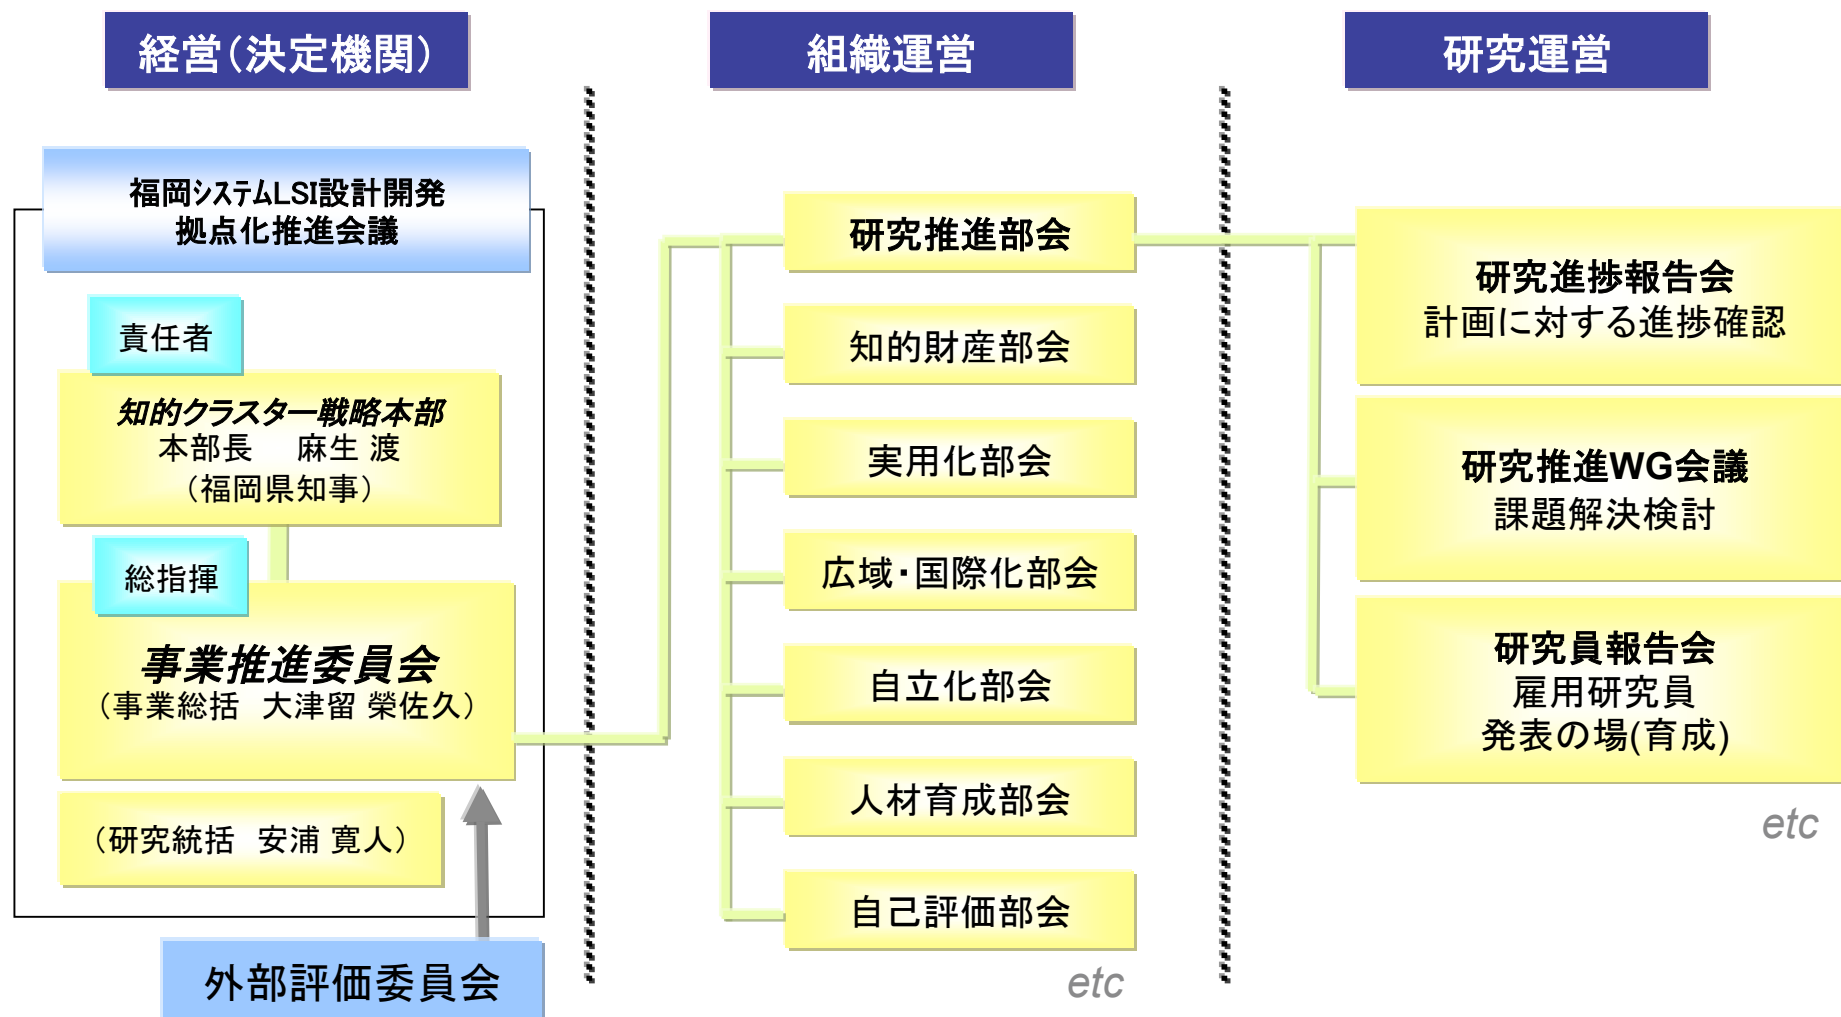 経営(決定機関)
組織運営
研究運営
福岡システムLSI設計開発
拠点化推進会議
責任者
知的クラスター戦略本部
本部長　麻生 渡
(福岡県知事)
総指揮
事業推進委員会
(事業総括　大津留 榮佐久)
(研究統括　安浦 寛人)
外部評価委員会
研究推進部会
知的財産部会
実用化部会
広域・国際化部会
自立化部会
人材育成部会
自己評価部会
etc
研究進捗報告会
計画に対する進捗確認
研究推進WG会議
課題解決検討
研究員報告会
雇用研究員
発表の場(育成)
etc